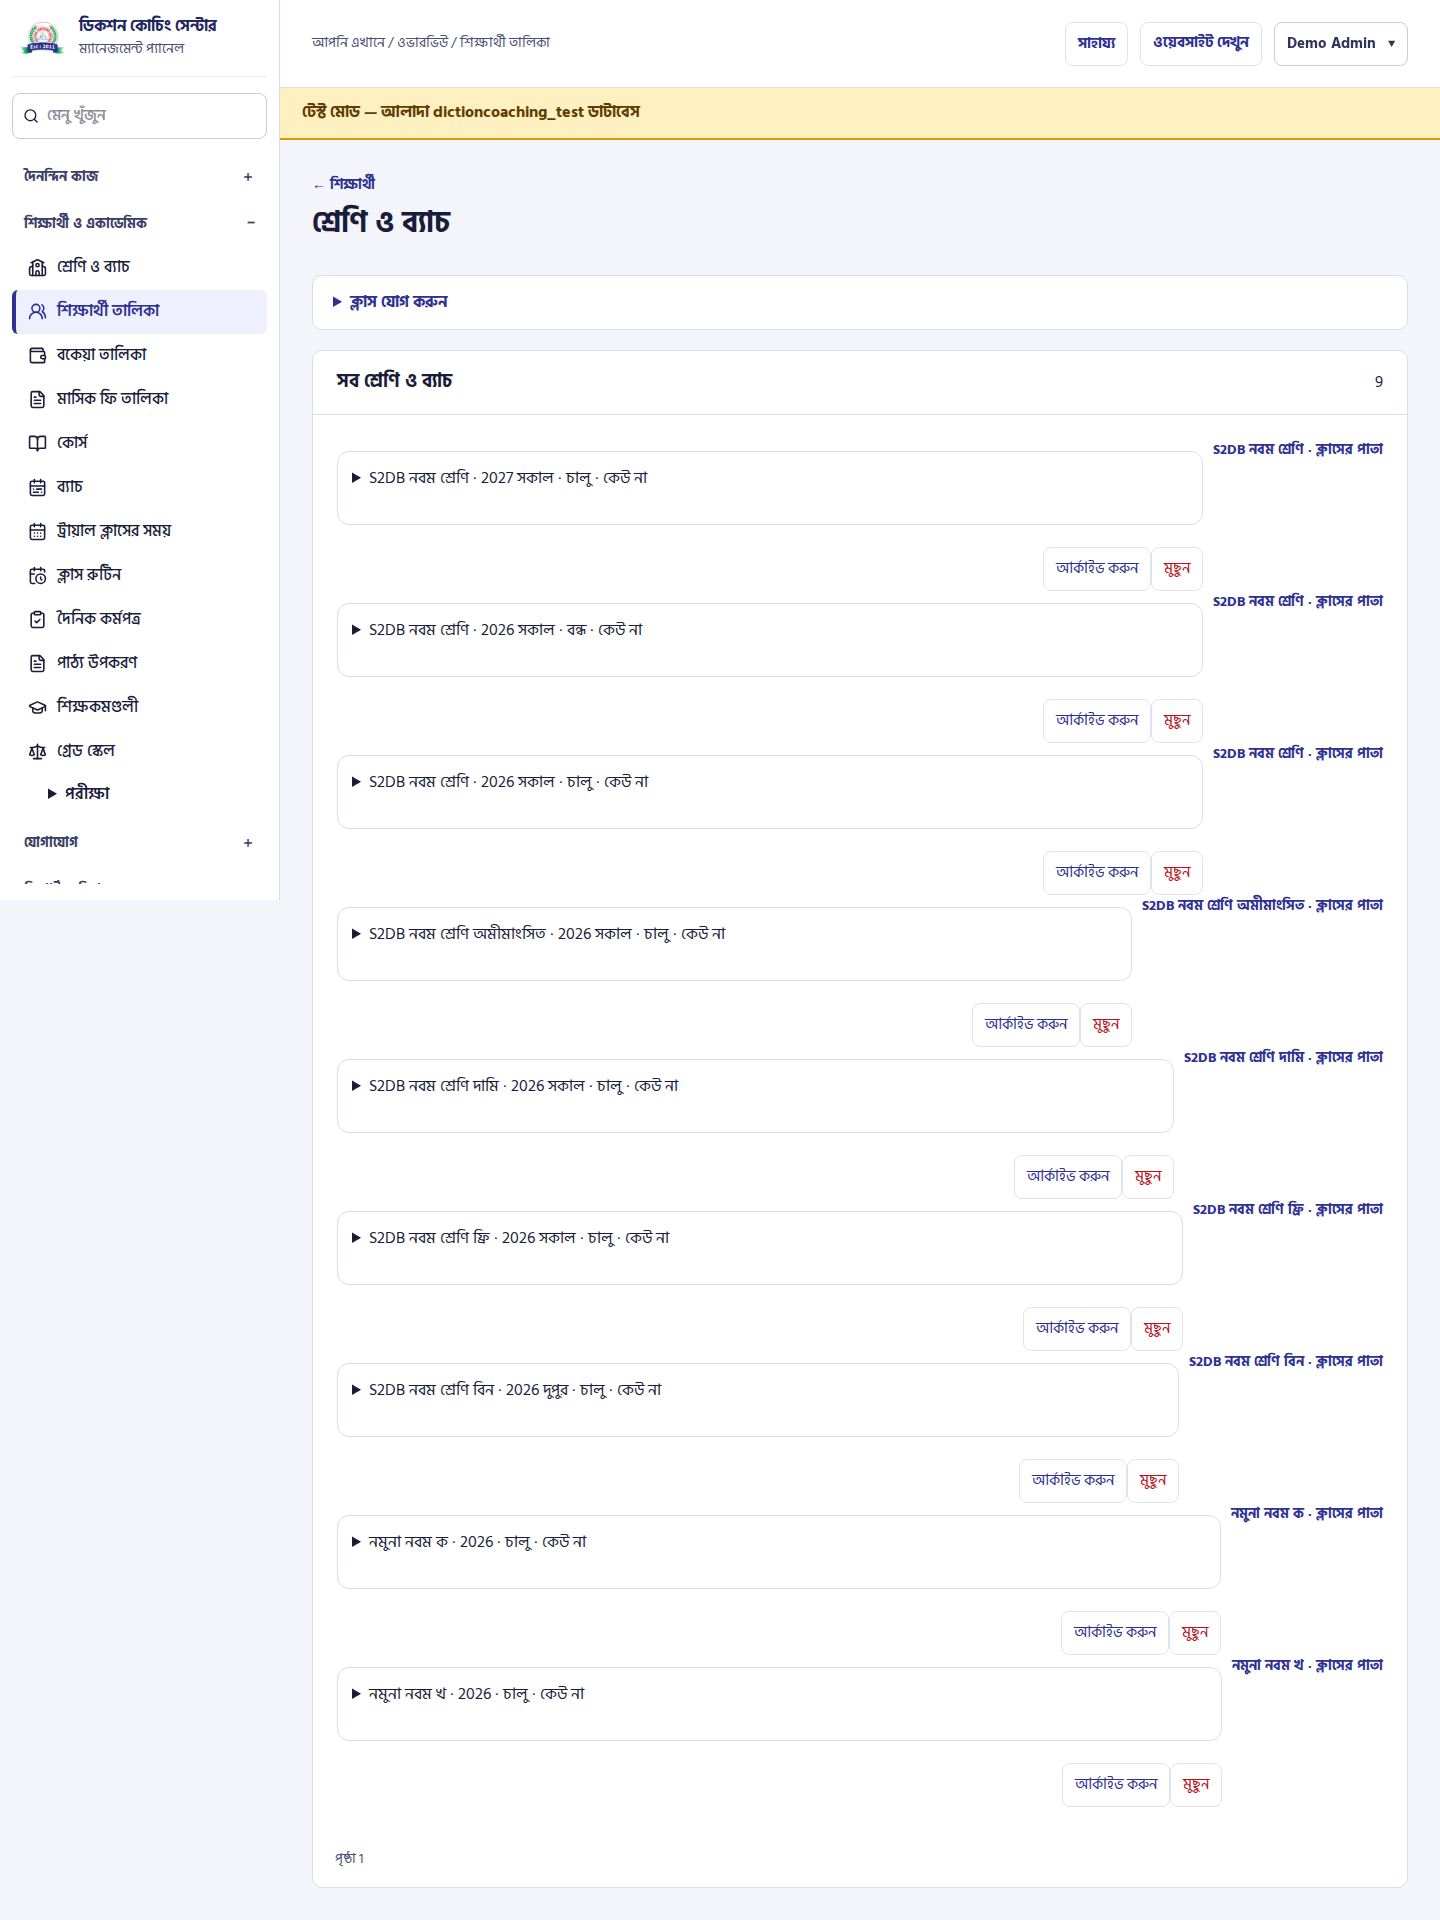 ডিকশন কোচিং সেন্টার
ম্যানেজমেন্ট প্যানেল
মেনু খুঁজুন
দৈনন্দিন কাজ +
শিক্ষার্থী ও একাডেমিক −
শ্রেণি ও ব্যাচ
শিক্ষার্থী তালিকা
বকেয়া তালিকা
মাসিক ফি তালিকা
কোর্স
ব্যাচ
ট্রায়াল ক্লাসের সময়
ক্লাস রুটিন
দৈনিক কর্মপত্র
পাঠ্য উপকরণ
শিক্ষকমণ্ডলী
গ্রেড স্কেল
▶ পরীক্ষা
যোগাযোগ +
আপনি এখানে / ওভারভিউ / শিক্ষার্থী তালিকা
সাহায্য
ওয়েবসাইট দেখুন
Demo Admin ▼
টেস্ট মোড — আলাদা dictioncoaching_test ডাটাবেস
← শিক্ষার্থী
শ্রেণি ও ব্যাচ
▶ ক্লাস যোগ করুন
সব শ্রেণি ও ব্যাচ 9
S2DB নবম শ্রেণি · ক্লাসের পাতা
▶ S2DB নবম শ্রেণি · 2027 সকাল · চালু · কেউ না
আর্কাইভ করুন মুছুন
S2DB নবম শ্রেণি · ক্লাসের পাতা
▶ S2DB নবম শ্রেণি · 2026 সকাল · বন্ধ · কেউ না
আর্কাইভ করুন মুছুন
S2DB নবম শ্রেণি · ক্লাসের পাতা
▶ S2DB নবম শ্রেণি · 2026 সকাল · চালু · কেউ না
আর্কাইভ করুন মুছুন
S2DB নবম শ্রেণি অমীমাংসিত · ক্লাসের পাতা
▶ S2DB নবম শ্রেণি অমীমাংসিত · 2026 সকাল · চালু · কেউ না
আর্কাইভ করুন মুছুন
S2DB নবম শ্রেণি দামি · ক্লাসের পাতা
▶ S2DB নবম শ্রেণি দামি · 2026 সকাল · চালু · কেউ না
আর্কাইভ করুন মুছুন
S2DB নবম শ্রেণি ফ্রি · ক্লাসের পাতা
▶ S2DB নবম শ্রেণি ফ্রি · 2026 সকাল · চালু · কেউ না
আর্কাইভ করুন মুছুন
S2DB নবম শ্রেণি বিন · ক্লাসের পাতা
▶ S2DB নবম শ্রেণি বিন · 2026 দুপুর · চালু · কেউ না
আর্কাইভ করুন মুছুন
নমুনা নবম ক · ক্লাসের পাতা
▶ নমুনা নবম ক · 2026 · চালু · কেউ না
আর্কাইভ করুন মুছুন
নমুনা নবম খ · ক্লাসের পাতা
▶ নমুনা নবম খ · 2026 · চালু · কেউ না
আর্কাইভ করুন মুছুন
পৃষ্ঠা 1